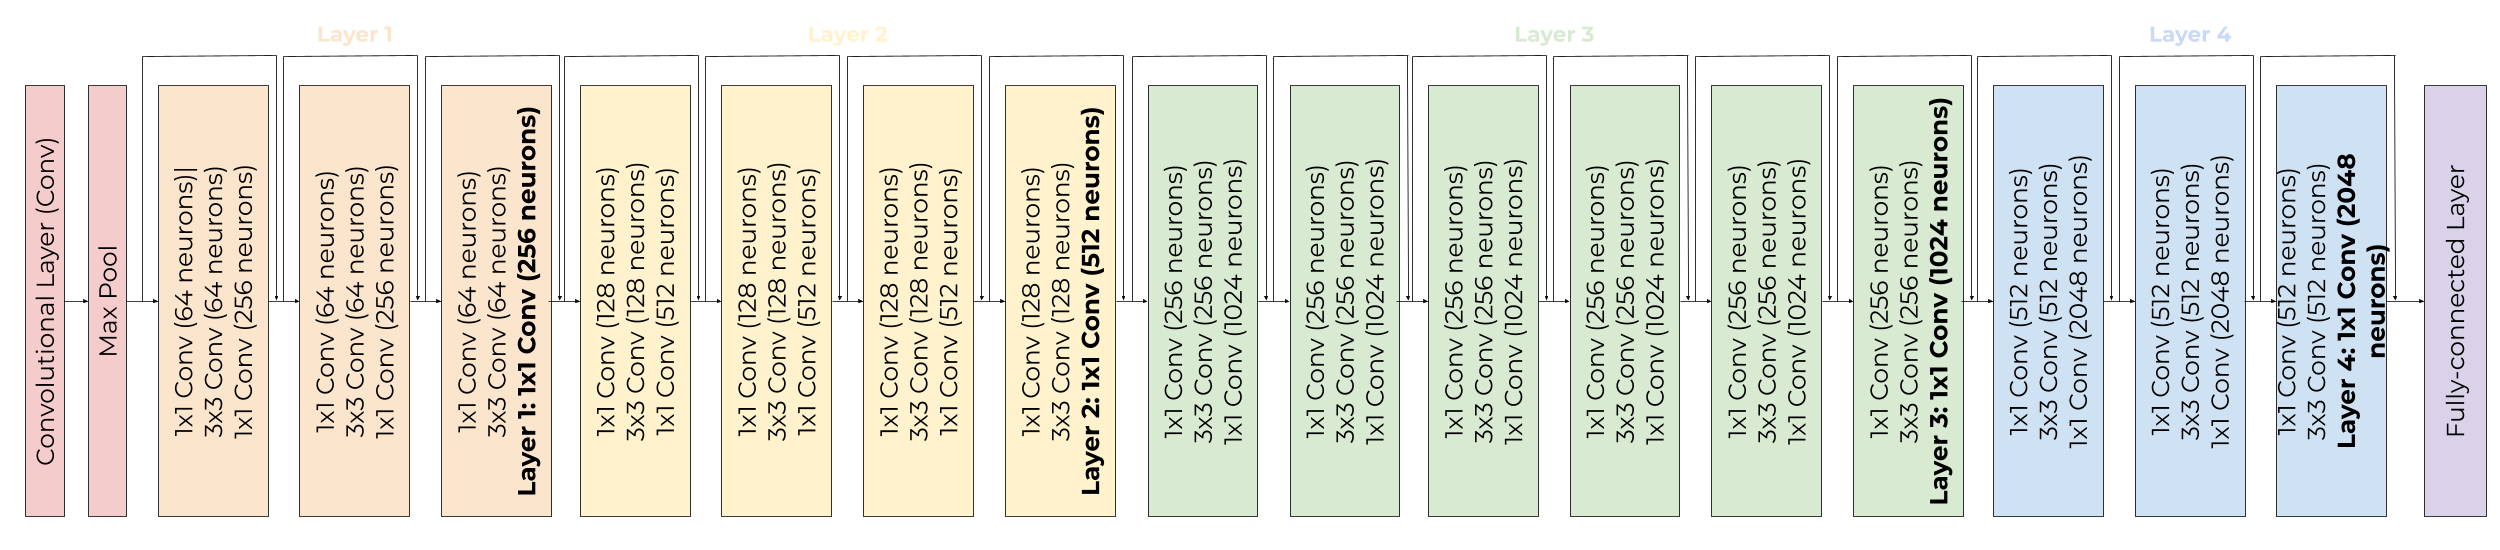 Layer 1
Layer 2
Layer 3
Layer 4
Convolutional Layer (Conv)
Max Pool
1x1 Conv (64 neurons)|
3x3 Conv (64 neurons)
1x1 Conv (256 neurons)
1x1 Conv (64 neurons)
3x3 Conv (64 neurons)
1x1 Conv (256 neurons)
1x1 Conv (64 neurons)
3x3 Conv (64 neurons)
Layer 1: 1x1 Conv (256 neurons)
1x1 Conv (128 neurons)
3x3 Conv (128 neurons)
1x1 Conv (512 neurons)
1x1 Conv (128 neurons)
3x3 Conv (128 neurons)
1x1 Conv (512 neurons)
1x1 Conv (128 neurons)
3x3 Conv (128 neurons)
1x1 Conv (512 neurons)
1x1 Conv (128 neurons)
3x3 Conv (128 neurons)
Layer 2: 1x1 Conv (512 neurons)
1x1 Conv (256 neurons)
3x3 Conv (256 neurons)
1x1 Conv (1024 neurons)
1x1 Conv (256 neurons)
3x3 Conv (256 neurons)
1x1 Conv (1024 neurons)
1x1 Conv (256 neurons)
3x3 Conv (256 neurons)
1x1 Conv (1024 neurons)
1x1 Conv (256 neurons)
3x3 Conv (256 neurons)
1x1 Conv (1024 neurons)
1x1 Conv (256 neurons)
3x3 Conv (256 neurons)
1x1 Conv (1024 neurons)
1x1 Conv (256 neurons)
3x3 Conv (256 neurons)
Layer 3: 1x1 Conv (1024 neurons)
1x1 Conv (512 neurons)
3x3 Conv (512 neurons)
1x1 Conv (2048 neurons)
1x1 Conv (512 neurons)
3x3 Conv (512 neurons)
1x1 Conv (2048 neurons)
1x1 Conv (512 neurons)
3x3 Conv (512 neurons)
Layer 4: 1x1 Conv (2048
neurons)
Fully-connected Layer